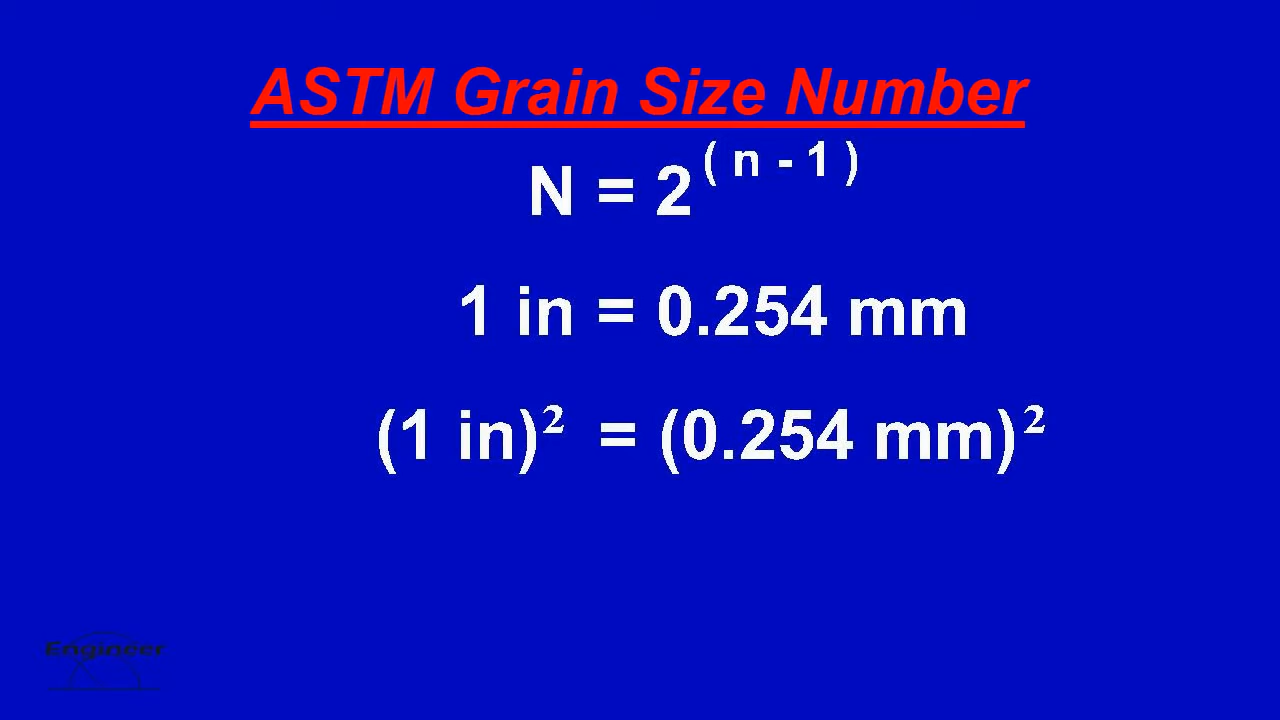 ASTM Grain Size Number
N = 2^( n - 1 )
1 in = 0.254 mm
(1 in)² = (0.254 mm)²
Engineer